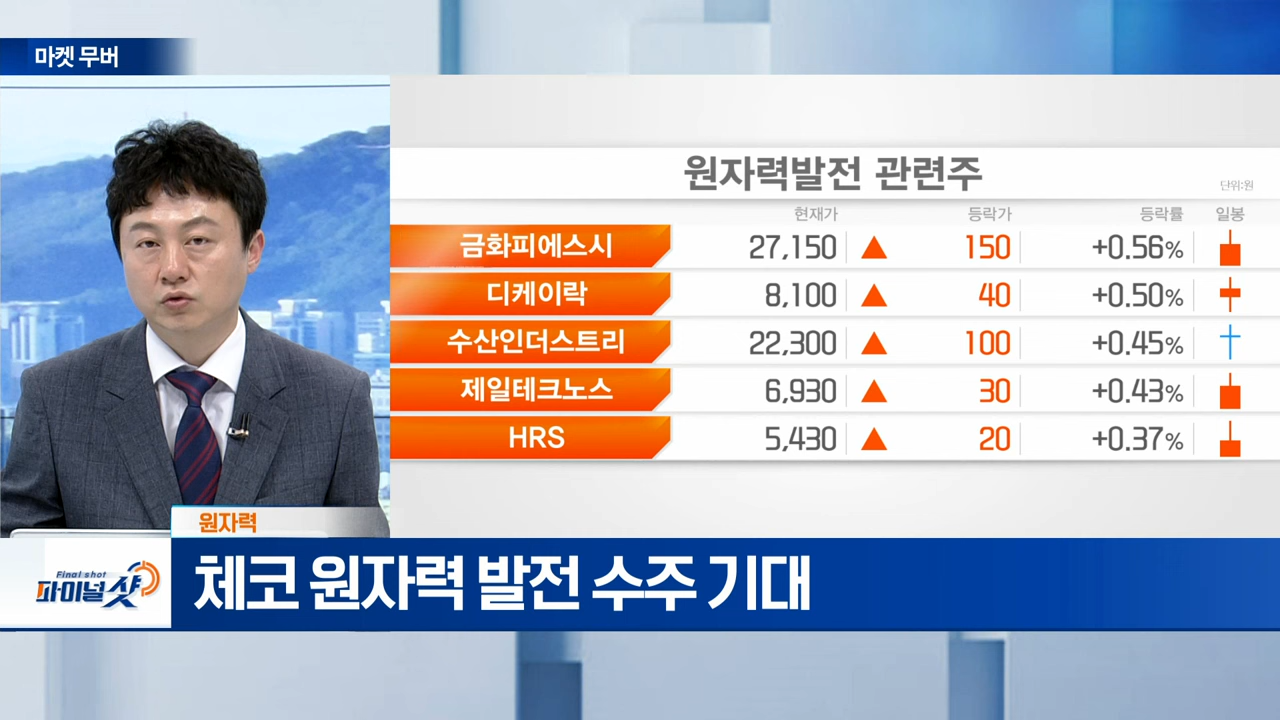 마켓 무버
원자력발전 관련주
단위:원
현재가 등락가 등락률 일봉
금화피에스시 27,150 ▲ 150 +0.56%
디케이락 8,100 ▲ 40 +0.50%
수산인더스트리 22,300 ▲ 100 +0.45%
제일테크노스 6,930 ▲ 30 +0.43%
HRS 5,430 ▲ 20 +0.37%
원자력
Final shot
파이널샷
체코 원자력 발전 수주 기대